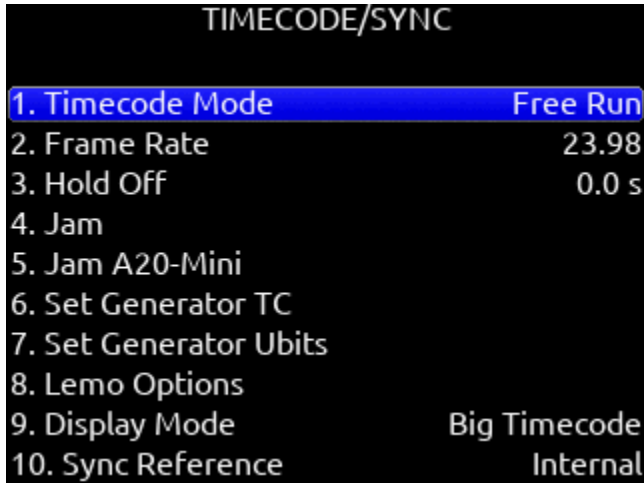 TIMECODE/SYNC
1. Timecode Mode Free Run
2. Frame Rate 23.98
3. Hold Off 0.0 s
4. Jam
5. Jam A20-Mini
6. Set Generator TC
7. Set Generator Ubits
8. Lemo Options
9. Display Mode Big Timecode
10. Sync Reference Internal